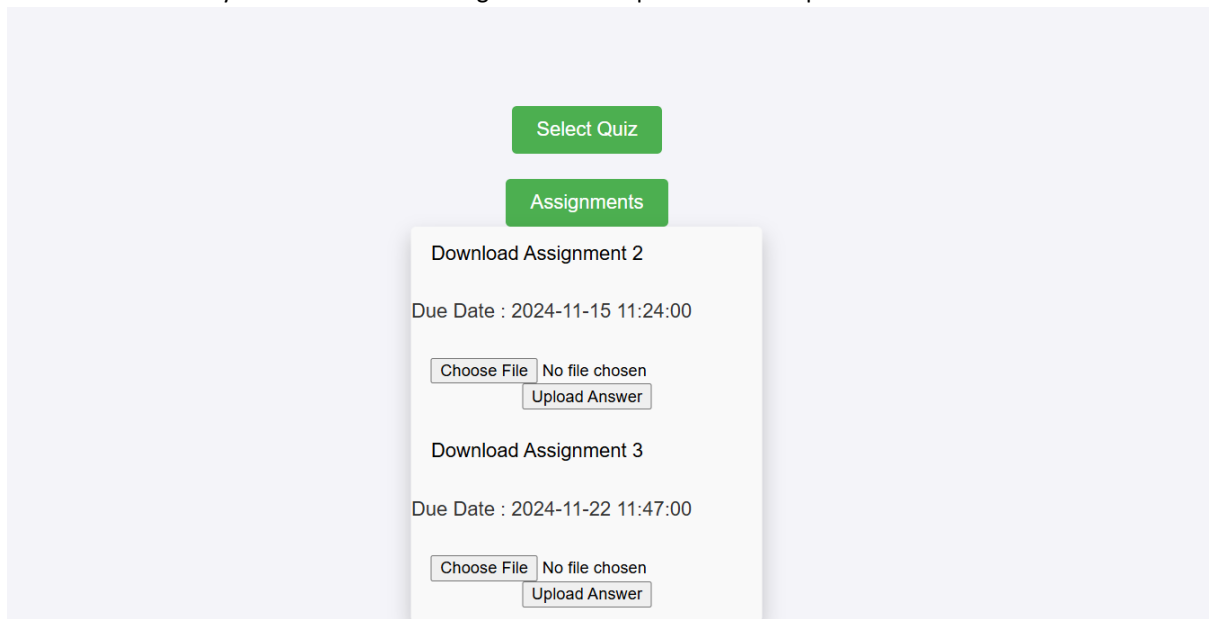 Select Quiz
Assignments
Download Assignment 2
Due Date : 2024-11-15 11:24:00
Choose File No file chosen
Upload Answer
Download Assignment 3
Due Date : 2024-11-22 11:47:00
Choose File No file chosen
Upload Answer